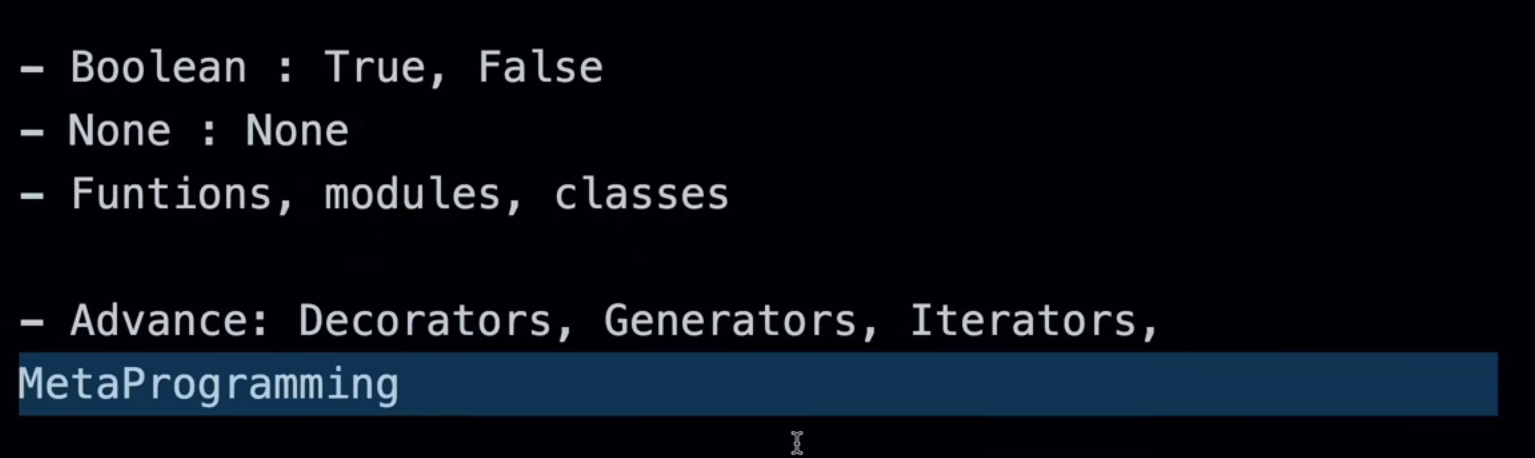 - Boolean : True, False
- None : None
- Funtions, modules, classes
- Advance: Decorators, Generators, Iterators,
MetaProgramming